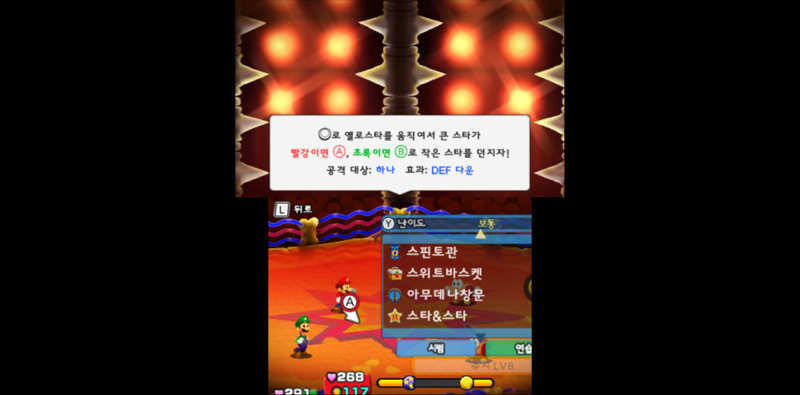 로 옐로스타를 움직여서 큰 스타가
빨강이면 Ⓐ, 초록이면 Ⓑ로 작은 스타를 던지자!
공격 대상: 하나 효과: DEF 다운
L 뒤로
Ⓨ 난이도 보통
스핀토관
스위트바스켓
아무데나창문
스타&스타
A
시범 연습
LV8
268
291 117